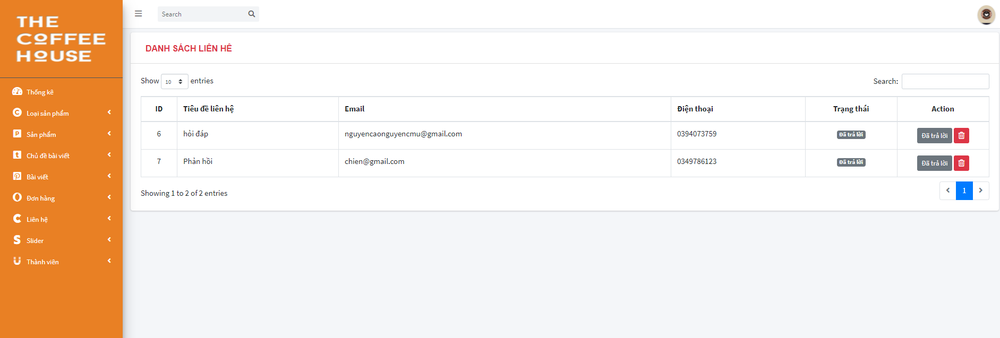 THE
COFFEE
HOUSE
Search
DANSH SÁCH LIÊN HỆ
Thống kê
Loại sản phẩm
Sản phẩm
Chủ đề bài viết
Bài viết
Đơn hàng
Liên hệ
Slider
Thành viên
Show 10 entries
Search:
ID Tiêu đề liên hệ Email Điện thoại Trạng thái Action
6 hỏi đáp nguyencaonguyencmu@gmail.com 0394073759 Đã trả lời Đã trả lời
7 Phản hồi chien@gmail.com 0349786123 Đã trả lời Đã trả lời
Showing 1 to 2 of 2 entries
1